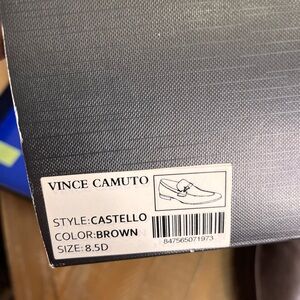 VINCE CAMUTO
STYLE:CASTELLO
COLOR:BROWN
SIZE: 8.5D
847565071973